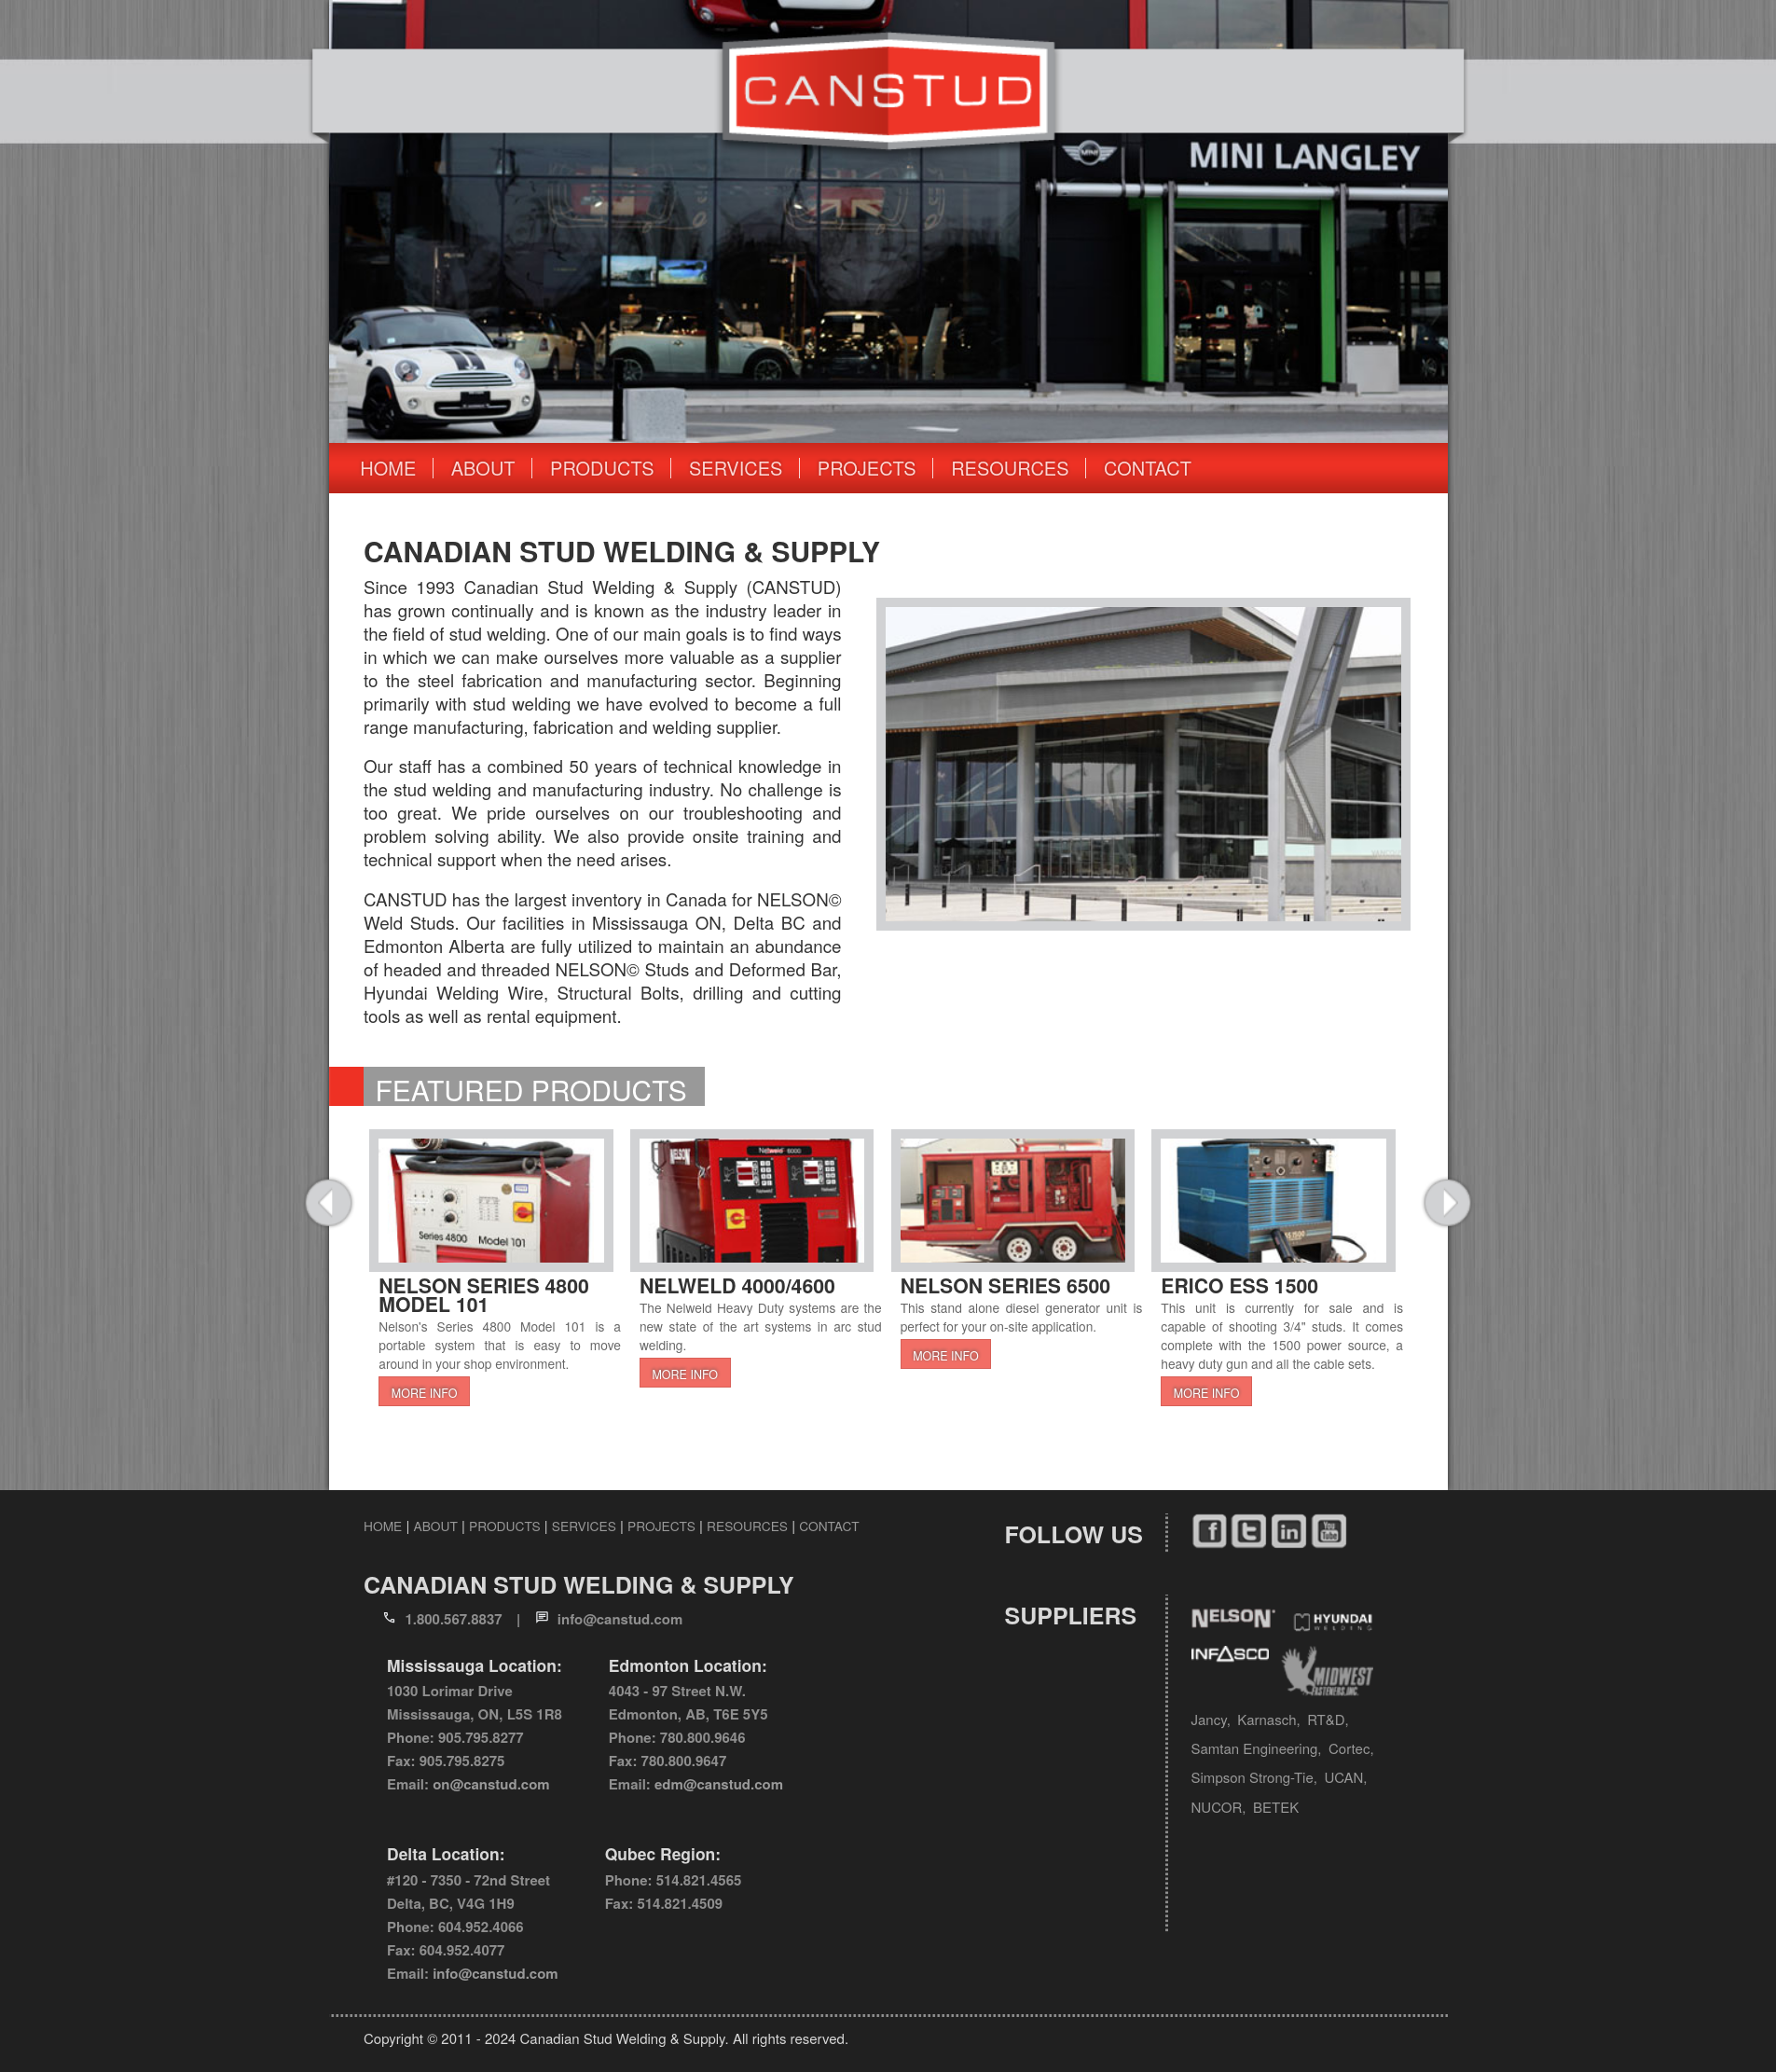 CANSTUD
MINI
MINI LANGLEY
HOME
ABOUT
PRODUCTS
SERVICES
PROJECTS
RESOURCES
CONTACT
CANADIAN STUD WELDING & SUPPLY
Since 1993 Canadian Stud Welding & Supply (CANSTUD)
has grown continually and is known as the industry leader in
the field of stud welding. One of our main goals is to find ways
in which we can make ourselves more valuable as a supplier
to the steel fabrication and manufacturing sector. Beginning
primarily with stud welding we have evolved to become a full
range manufacturing, fabrication and welding supplier.
Our staff has a combined 50 years of technical knowledge in
the stud welding and manufacturing industry. No challenge is
too great. We pride ourselves on our troubleshooting and
problem solving ability. We also provide onsite training and
technical support when the need arises.
CANSTUD has the largest inventory in Canada for NELSON©
Weld Studs. Our facilities in Mississauga ON, Delta BC and
Edmonton Alberta are fully utilized to maintain an abundance
of headed and threaded NELSON© Studs and Deformed Bar,
Hyundai Welding Wire, Structural Bolts, drilling and cutting
tools as well as rental equipment.
FEATURED PRODUCTS
Series 4800 Model 101
NELSON SERIES 4800
MODEL 101
Nelson's Series 4800 Model 101 is a
portable system that is easy to move
around in your shop environment.
MORE INFO
NELSON
Nelweld 6000
Nelweld
Nelweld
NELWELD 4000/4600
The Nelweld Heavy Duty systems are the
new state of the art systems in arc stud
welding.
MORE INFO
NELSON SERIES 6500
This stand alone diesel generator unit is
perfect for your on-site application.
MORE INFO
ERICO ESS 1500
This unit is currently for sale and is
capable of shooting 3/4" studs. It comes
complete with the 1500 power source, a
heavy duty gun and all the cable sets.
MORE INFO
HOME | ABOUT | PRODUCTS | SERVICES | PROJECTS | RESOURCES | CONTACT
CANADIAN STUD WELDING & SUPPLY
1.800.567.8837 | info@canstud.com
Mississauga Location:
1030 Lorimar Drive
Mississauga, ON, L5S 1R8
Phone: 905.795.8277
Fax: 905.795.8275
Email: on@canstud.com
Edmonton Location:
4043 - 97 Street N.W.
Edmonton, AB, T6E 5Y5
Phone: 780.800.9646
Fax: 780.800.9647
Email: edm@canstud.com
Delta Location:
#120 - 7350 - 72nd Street
Delta, BC, V4G 1H9
Phone: 604.952.4066
Fax: 604.952.4077
Email: info@canstud.com
Qubec Region:
Phone: 514.821.4565
Fax: 514.821.4509
FOLLOW US
You
Tube
SUPPLIERS
NELSON
HYUNDAI
WELDING
INFASCO
MIDWEST
FASTENERS, INC.
Jancy, Karnasch, RT&D,
Samtan Engineering, Cortec,
Simpson Strong-Tie, UCAN,
NUCOR, BETEK
Copyright © 2011 - 2024 Canadian Stud Welding & Supply. All rights reserved.